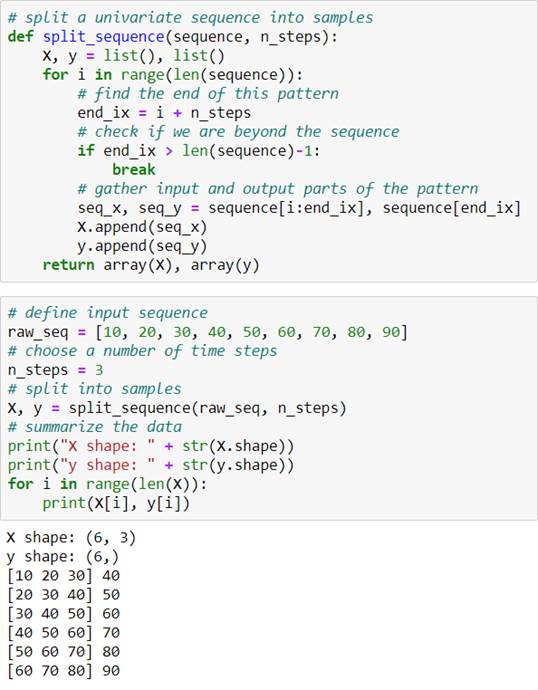 # split a univariate sequence into samples
def split_sequence(sequence, n_steps):
    X, y = list(), list()
    for i in range(len(sequence)):
        # find the end of this pattern
        end_ix = i + n_steps
        # check if we are beyond the sequence
        if end_ix > len(sequence)-1:
            break
        # gather input and output parts of the pattern
        seq_x, seq_y = sequence[i:end_ix], sequence[end_ix]
        X.append(seq_x)
        y.append(seq_y)
    return array(X), array(y)
# define input sequence
raw_seq = [10, 20, 30, 40, 50, 60, 70, 80, 90]
# choose a number of time steps
n_steps = 3
# split into samples
X, y = split_sequence(raw_seq, n_steps)
# summarize the data
print("X shape: " + str(X.shape))
print("y shape: " + str(y.shape))
for i in range(len(X)):
    print(X[i], y[i])
X shape: (6, 3)
y shape: (6,)
[10 20 30] 40
[20 30 40] 50
[30 40 50] 60
[40 50 60] 70
[50 60 70] 80
[60 70 80] 90